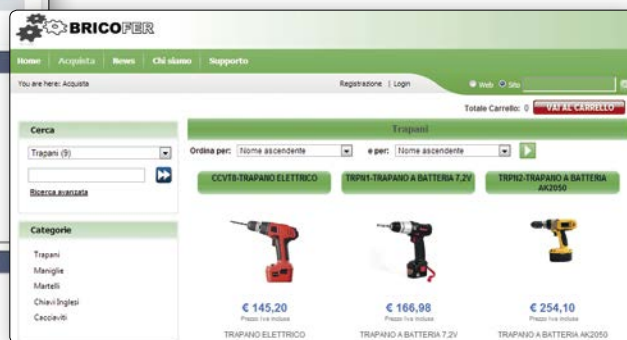 BRICOFER
Home Acquista News Chi siamo Supporto
You are here: Acquista
Registrazione | Login
Web Sito
Totale Carrello: 0 VAI AL CARRELLO
Cerca
Trapani (9)
Ricerca avanzata
Categorie
Trapani
Maniglie
Martelli
Chiavi Inglesi
Cacciaviti
Trapani
Ordina per: Nome ascendente e per: Nome ascendente
CCVT8-TRAPANO ELETTRICO
TRPN1-TRAPANO A BATTERIA 7,2V
TRPN2-TRAPANO A BATTERIA
AK2050
€ 145,20
Prezzo Iva inclusa
TRAPANO ELETTRICO
€ 166,98
Prezzo Iva inclusa
TRAPANO A BATTERIA 7,2V
€ 254,10
Prezzo Iva inclusa
TRAPANO A BATTERIA AK2050